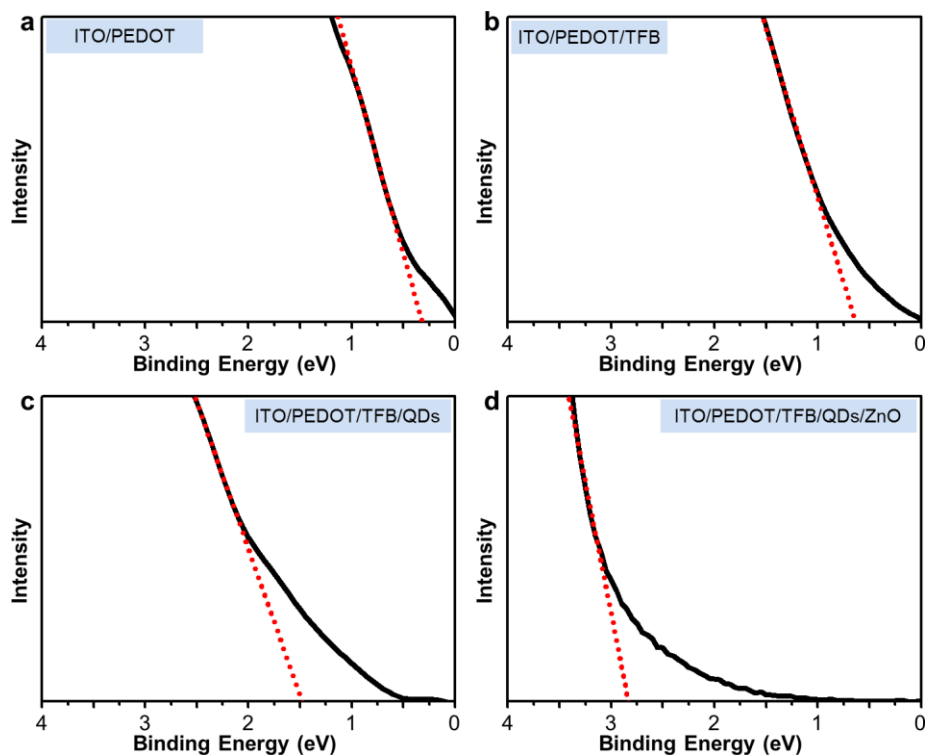 a
ITO/PEDOT
Intensity
4 3 2 1 0
Binding Energy (eV)
b
ITO/PEDOT/TFB
Intensity
4 3 2 1 0
Binding Energy (eV)
c
ITO/PEDOT/TFB/QDs
Intensity
4 3 2 1 0
Binding Energy (eV)
d
ITO/PEDOT/TFB/QDs/ZnO
Intensity
4 3 2 1 0
Binding Energy (eV)